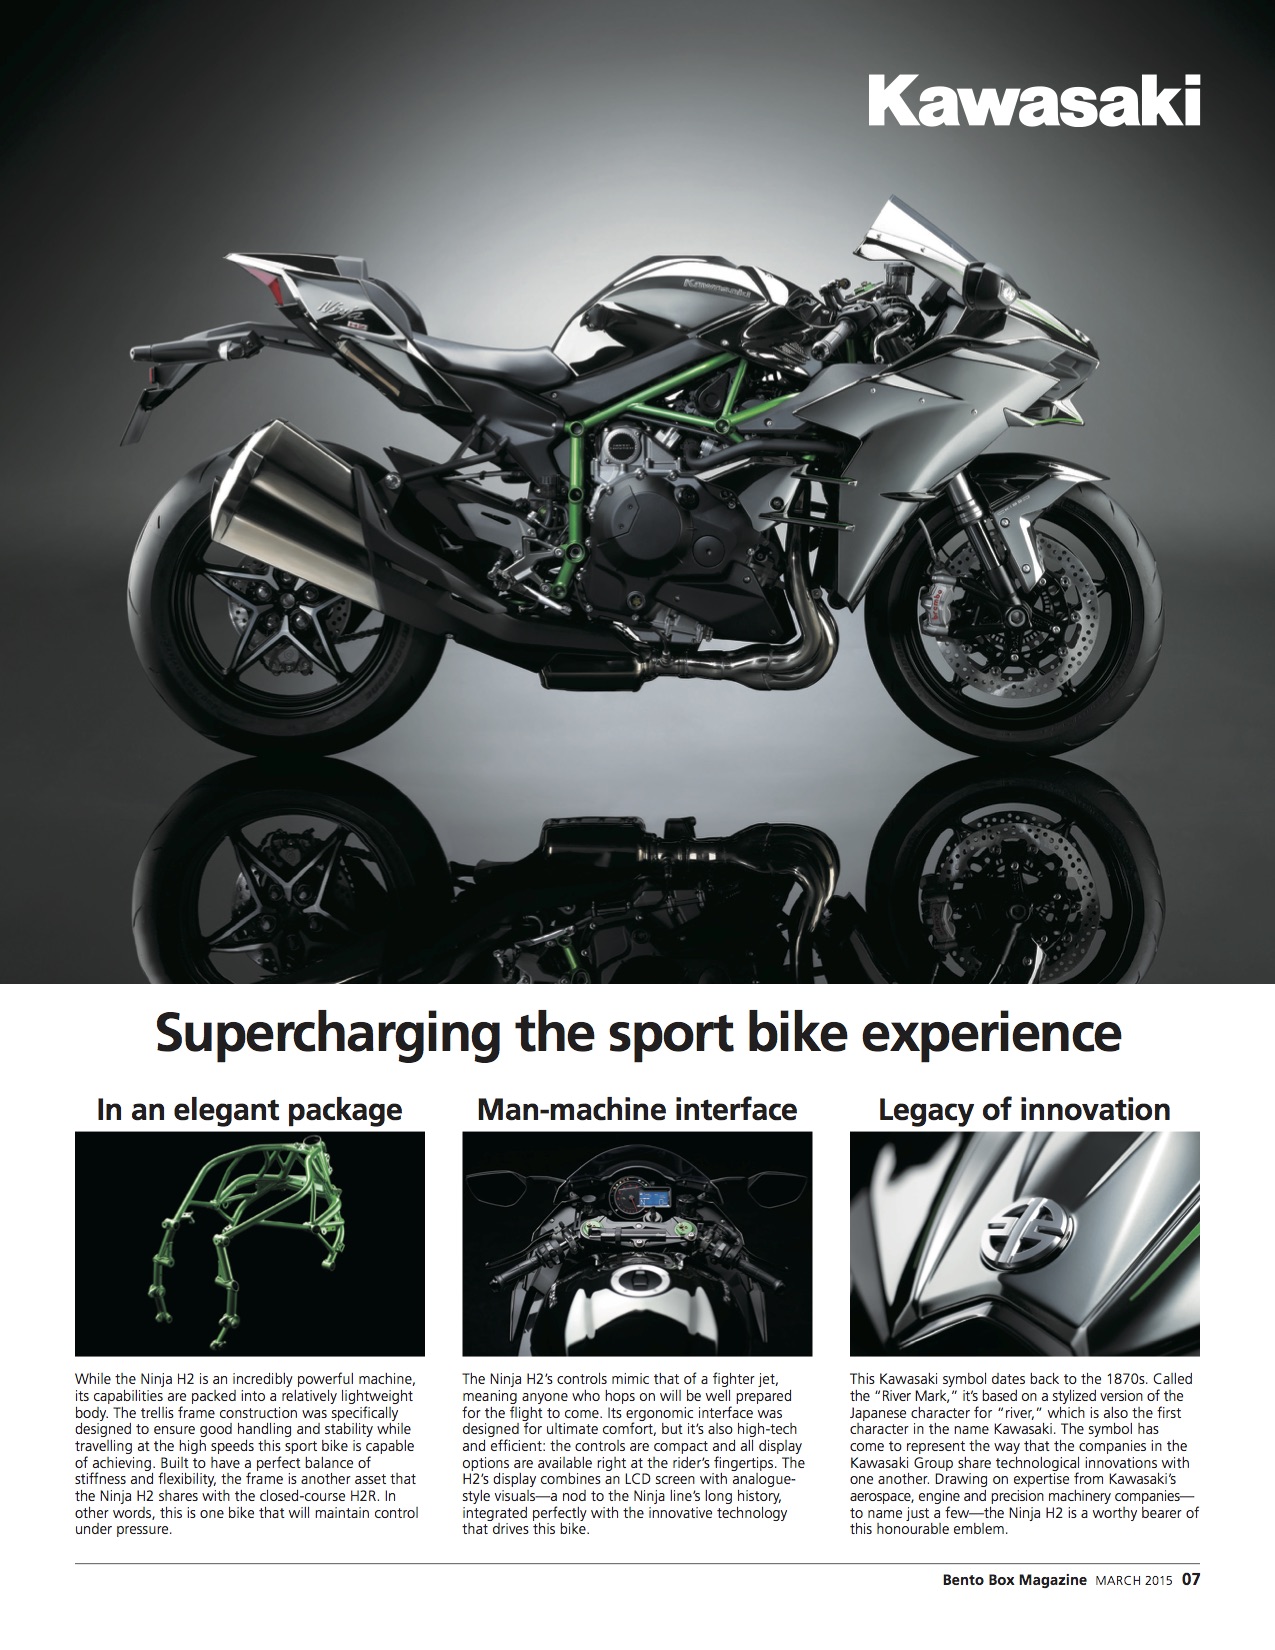 Kawasaki
Kawasaki
Ninja
brembo
Supercharging the sport bike experience
In an elegant package
While the Ninja H2 is an incredibly powerful machine,
its capabilities are packed into a relatively lightweight
body. The trellis frame construction was specifically
designed to ensure good handling and stability while
travelling at the high speeds this sport bike is capable
of achieving. Built to have a perfect balance of
stiffness and flexibility, the frame is another asset that
the Ninja H2 shares with the closed-course H2R. In
other words, this is one bike that will maintain control
under pressure.
Man-machine interface
The Ninja H2’s controls mimic that of a fighter jet,
meaning anyone who hops on will be well prepared
for the flight to come. Its ergonomic interface was
designed for ultimate comfort, but it’s also high-tech
and efficient: the controls are compact and all display
options are available right at the rider’s fingertips. The
H2’s display combines an LCD screen with analogue-
style visuals—a nod to the Ninja line’s long history,
integrated perfectly with the innovative technology
that drives this bike.
Legacy of innovation
This Kawasaki symbol dates back to the 1870s. Called
the “River Mark,” it’s based on a stylized version of the
Japanese character for “river,” which is also the first
character in the name Kawasaki. The symbol has
come to represent the way that the companies in the
Kawasaki Group share technological innovations with
one another. Drawing on expertise from Kawasaki’s
aerospace, engine and precision machinery companies—
to name just a few—the Ninja H2 is a worthy bearer of
this honourable emblem.
Bento Box Magazine MARCH 2015 07